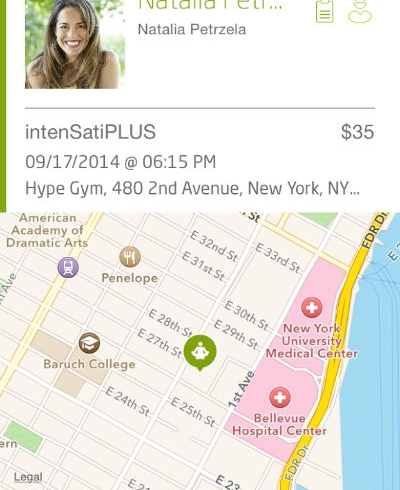 Natalia Petr...
Natalia Petrzela
intenSatiPLUS $35
09/17/2014 @ 06:15 PM
Hype Gym, 480 2nd Avenue, New York, NY...
American
Academy of
Dramatic Arts
E 32nd St
E 33rd St
FDR Dr
E 31st St
Penelope
E 30th St
E 28th St
E 29th St
E 27th St
New York
University
Medical Center
Baruch College
1st Ave
E 24th St
E 25th St
Bellevue
Hospital Center
E 23
FDR Dr
Legal